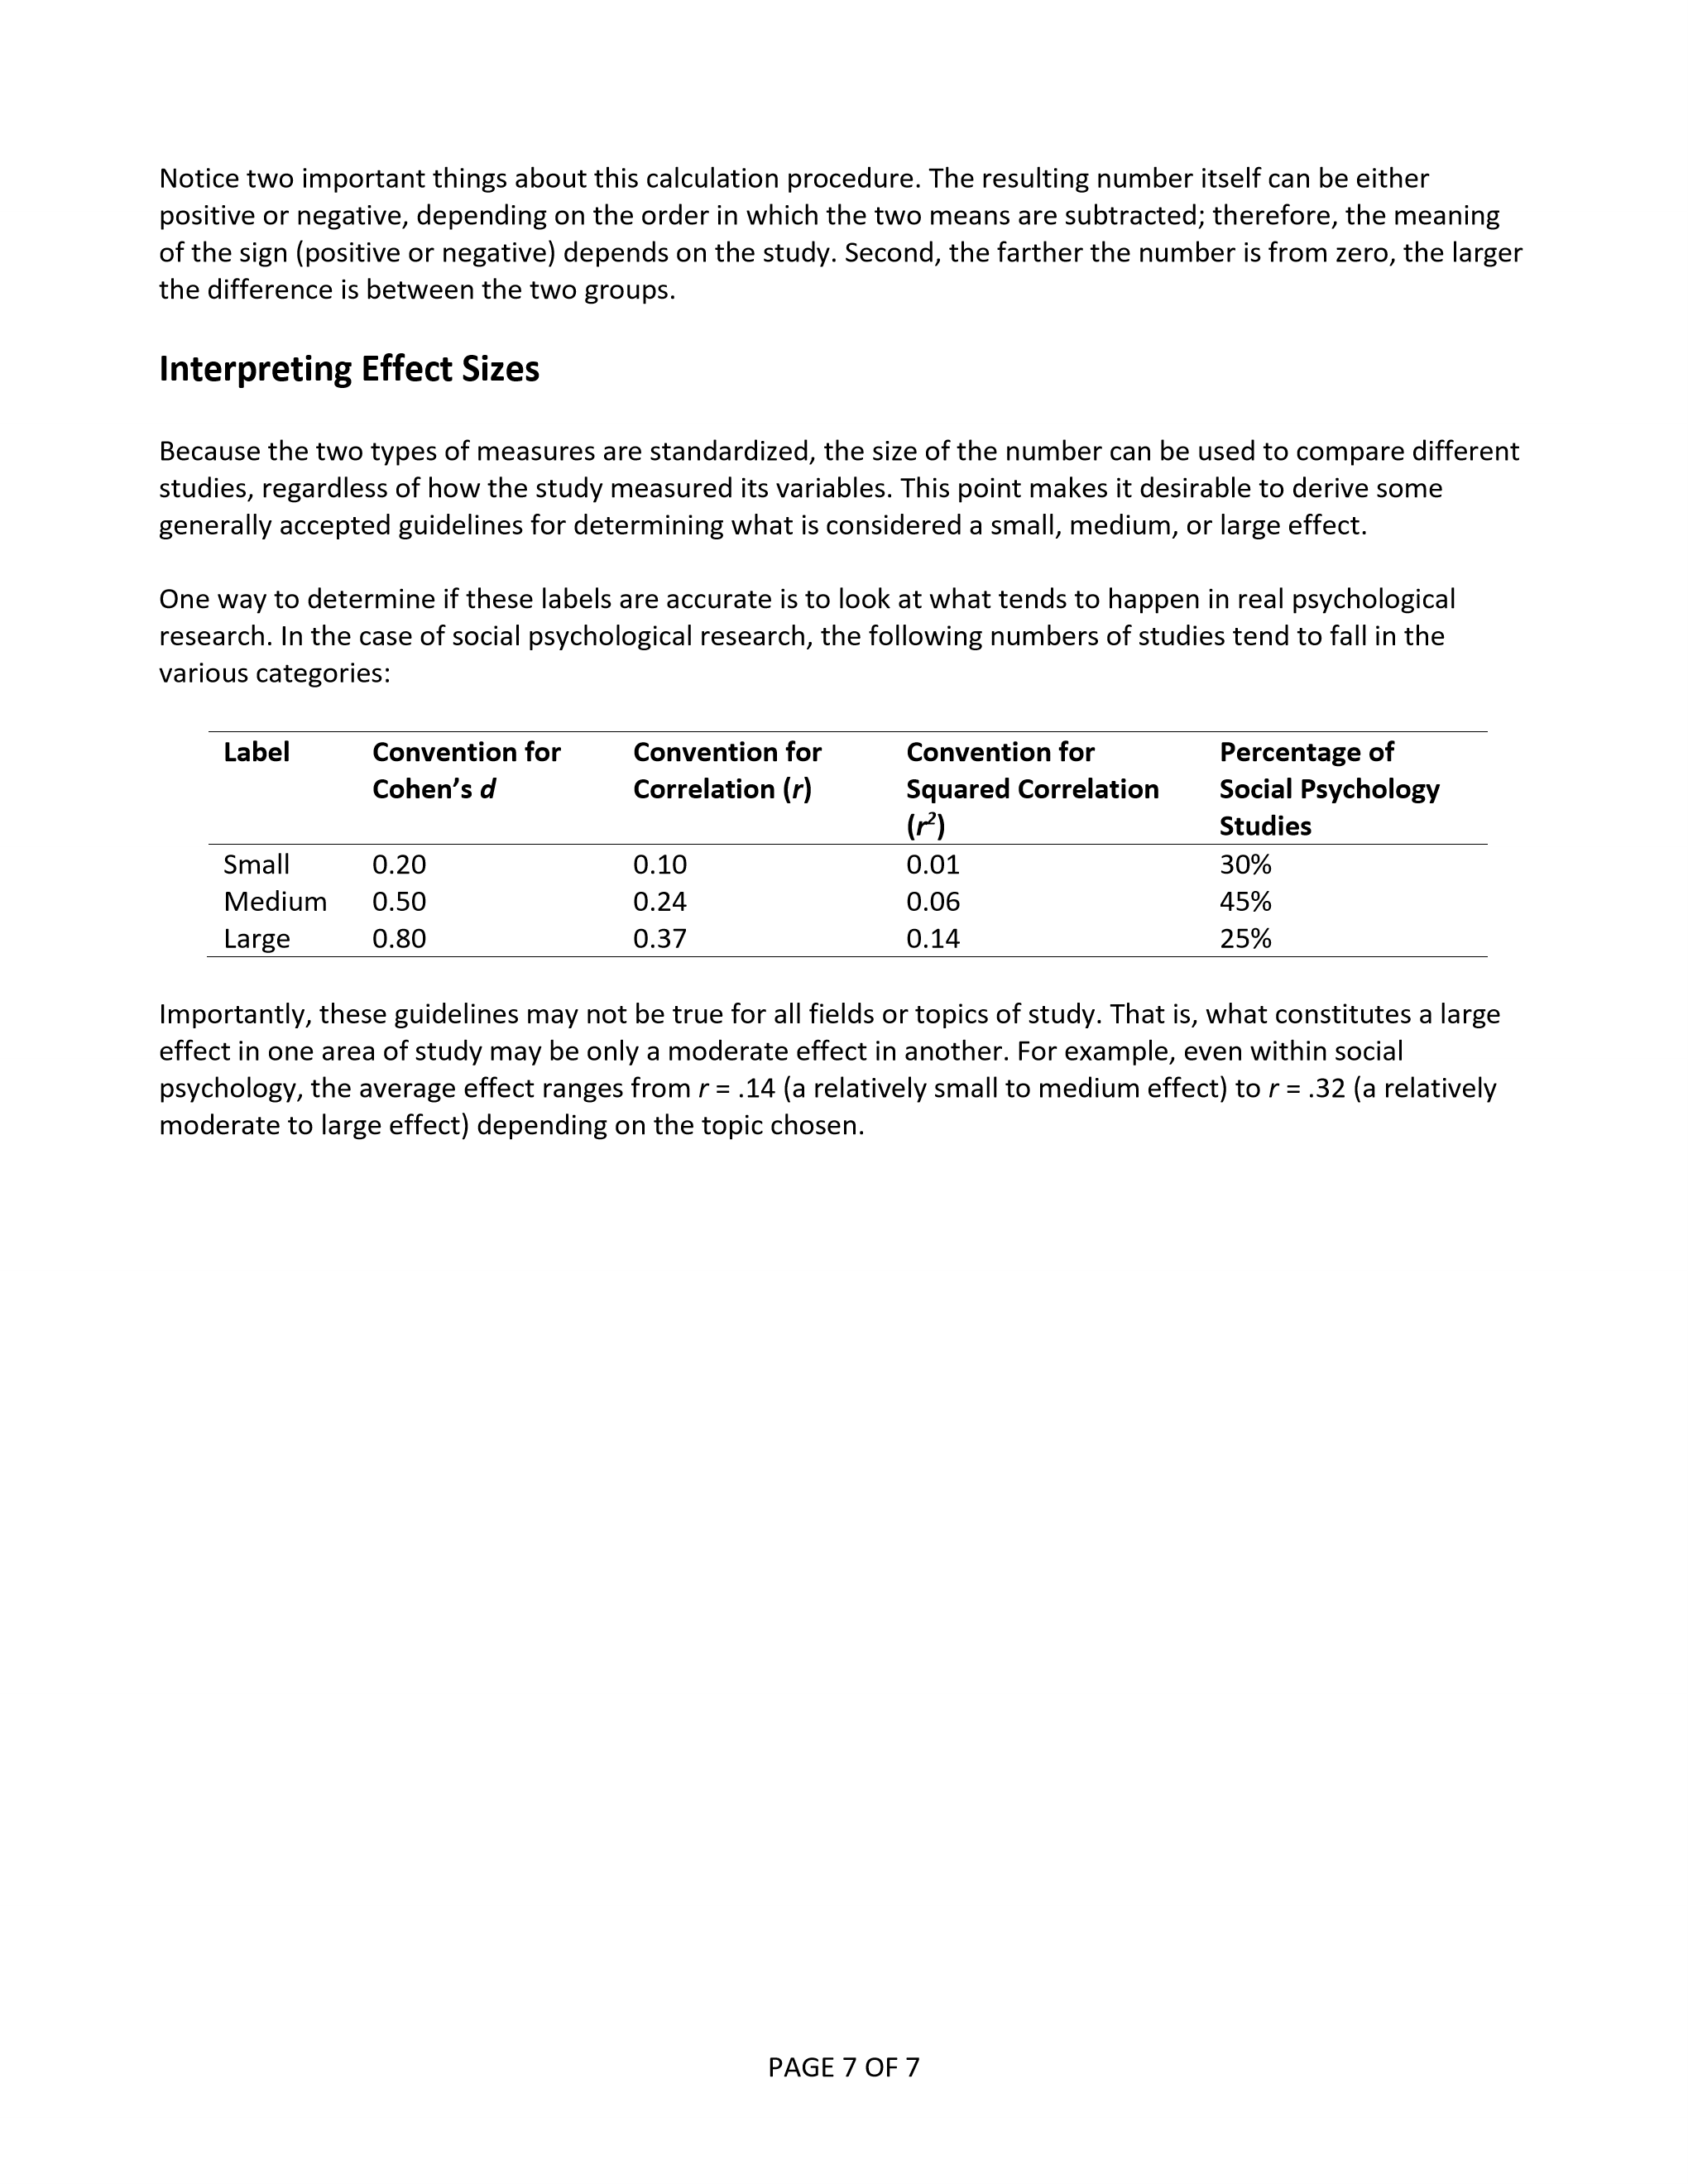 Notice two important things about this calculation procedure. The resulting number itself can be either
positive or negative, depending on the order in which the two means are subtracted; therefore, the meaning
of the sign (positive or negative) depends on the study. Second, the farther the number is from zero, the larger
the difference is between the two groups.
Interpreting Effect Sizes
Because the two types of measures are standardized, the size of the number can be used to compare different
studies, regardless of how the study measured its variables. This point makes it desirable to derive some
generally accepted guidelines for determining what is considered a small, medium, or large effect.
One way to determine if these labels are accurate is to look at what tends to happen in real psychological
research. In the case of social psychological research, the following numbers of studies tend to fall in the
various categories:
Label Convention for Convention for Convention for Percentage of
Cohen’s d Correlation (r) Squared Correlation Social Psychology
(r²) Studies
Small 0.20 0.10 0.01 30%
Medium 0.50 0.24 0.06 45%
Large 0.80 0.37 0.14 25%
Importantly, these guidelines may not be true for all fields or topics of study. That is, what constitutes a large
effect in one area of study may be only a moderate effect in another. For example, even within social
psychology, the average effect ranges from r = .14 (a relatively small to medium effect) to r = .32 (a relatively
moderate to large effect) depending on the topic chosen.
PAGE 7 OF 7